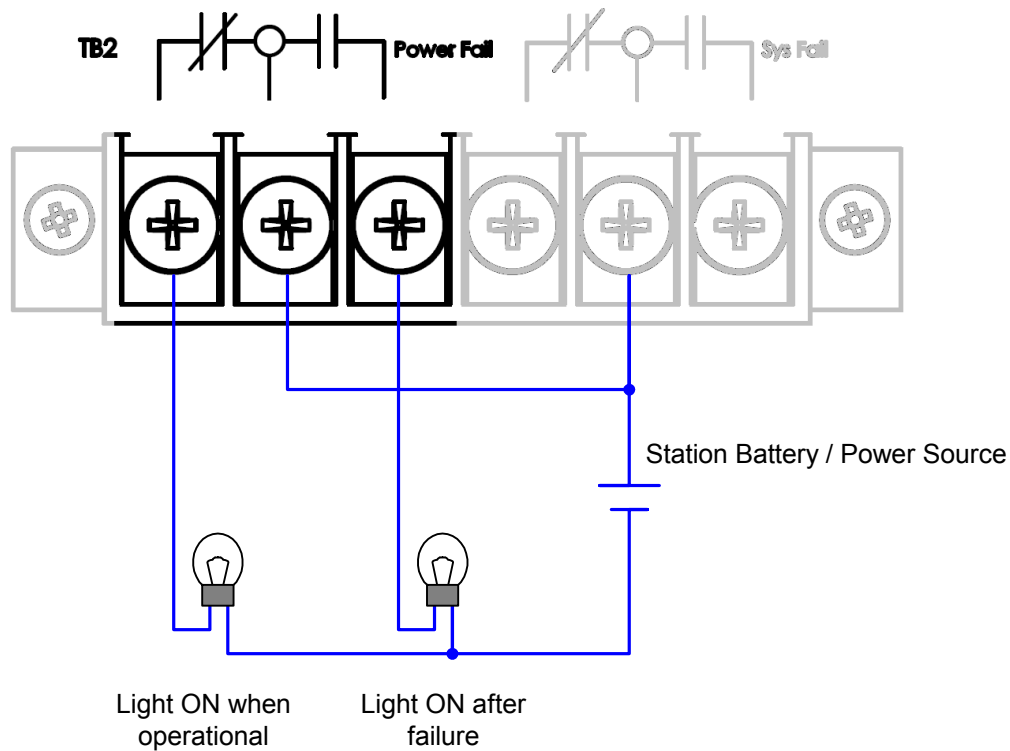 TB2
Power Fail
Sys Fail
Station Battery / Power Source
Light ON when
operational
Light ON after
failure